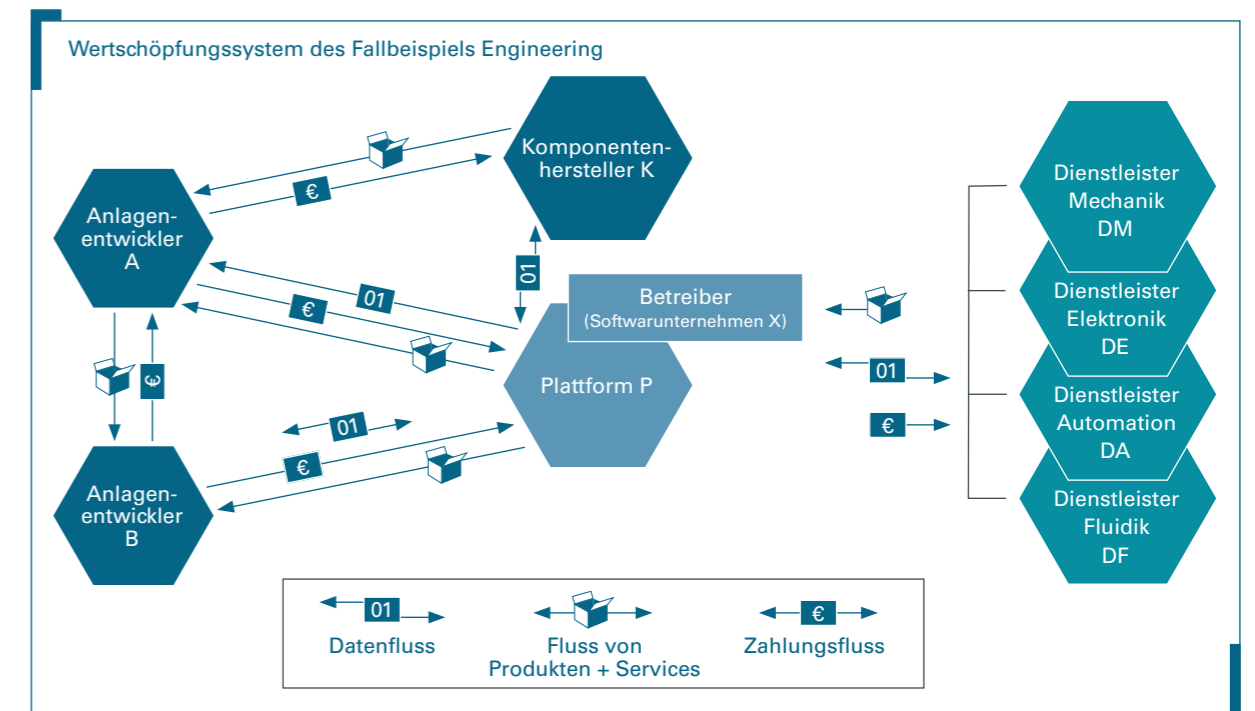 Wertschöpfungssystem des Fallbeispiels Engineering
Komponenten-
hersteller K
€
Anlagen-
entwickler
A
01
€
01
Betreiber
(Softwarunternehmen X)
Plattform P
€
01
€
Anlagen-
entwickler
B
01
€
Dienstleister
Mechanik
DM
Dienstleister
Elektronik
DE
Dienstleister
Automation
DA
Dienstleister
Fluidik
DF
01
Datenfluss
Fluss von
Produkten + Services
€
Zahlungsfluss